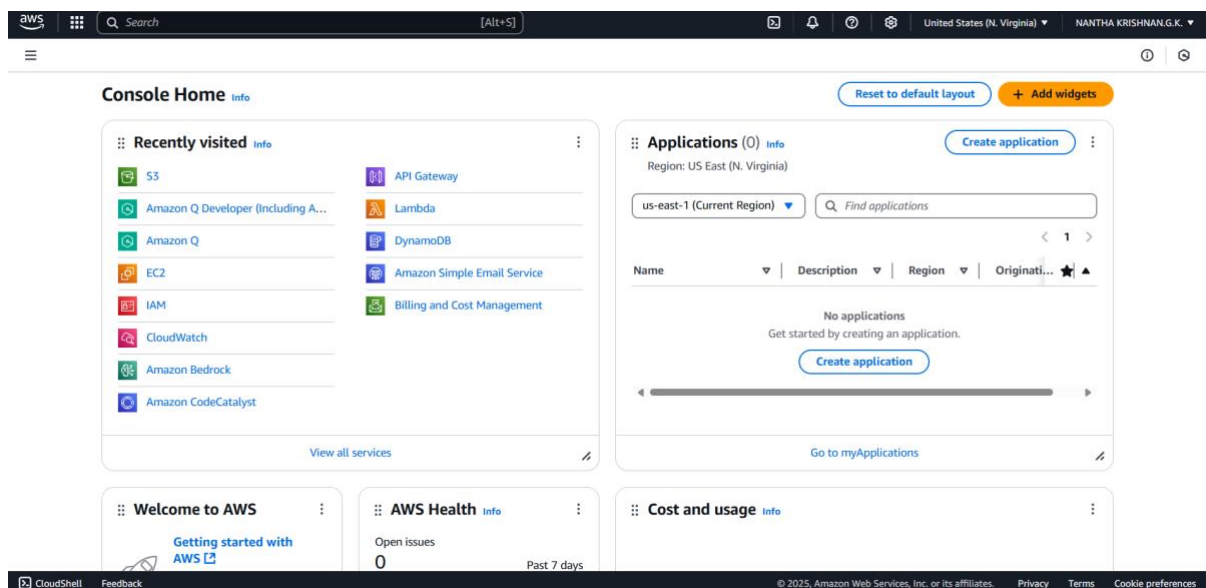 aws Search [Alt+S] United States (N. Virginia) ▼ NANTHA KRISHNAN.G.K. ▼
Console Home Info
Reset to default layout
+ Add widgets
Recently visited Info
S3
Amazon Q Developer (Including A...
Amazon Q
EC2
IAM
CloudWatch
Amazon Bedrock
Amazon CodeCatalyst
API Gateway
Lambda
DynamoDB
Amazon Simple Email Service
Billing and Cost Management
View all services
Applications (0) Info
Create application
Region: US East (N. Virginia)
us-east-1 (Current Region) ▼
Find applications
< 1 >
Name Description Region Originati...
No applications
Get started by creating an application.
Create application
Go to myApplications
Welcome to AWS
Getting started with
AWS
AWS Health Info
Open issues
0 Past 7 days
Cost and usage Info
CloudShell Feedback © 2025, Amazon Web Services, Inc. or its affiliates. Privacy Terms Cookie preferences